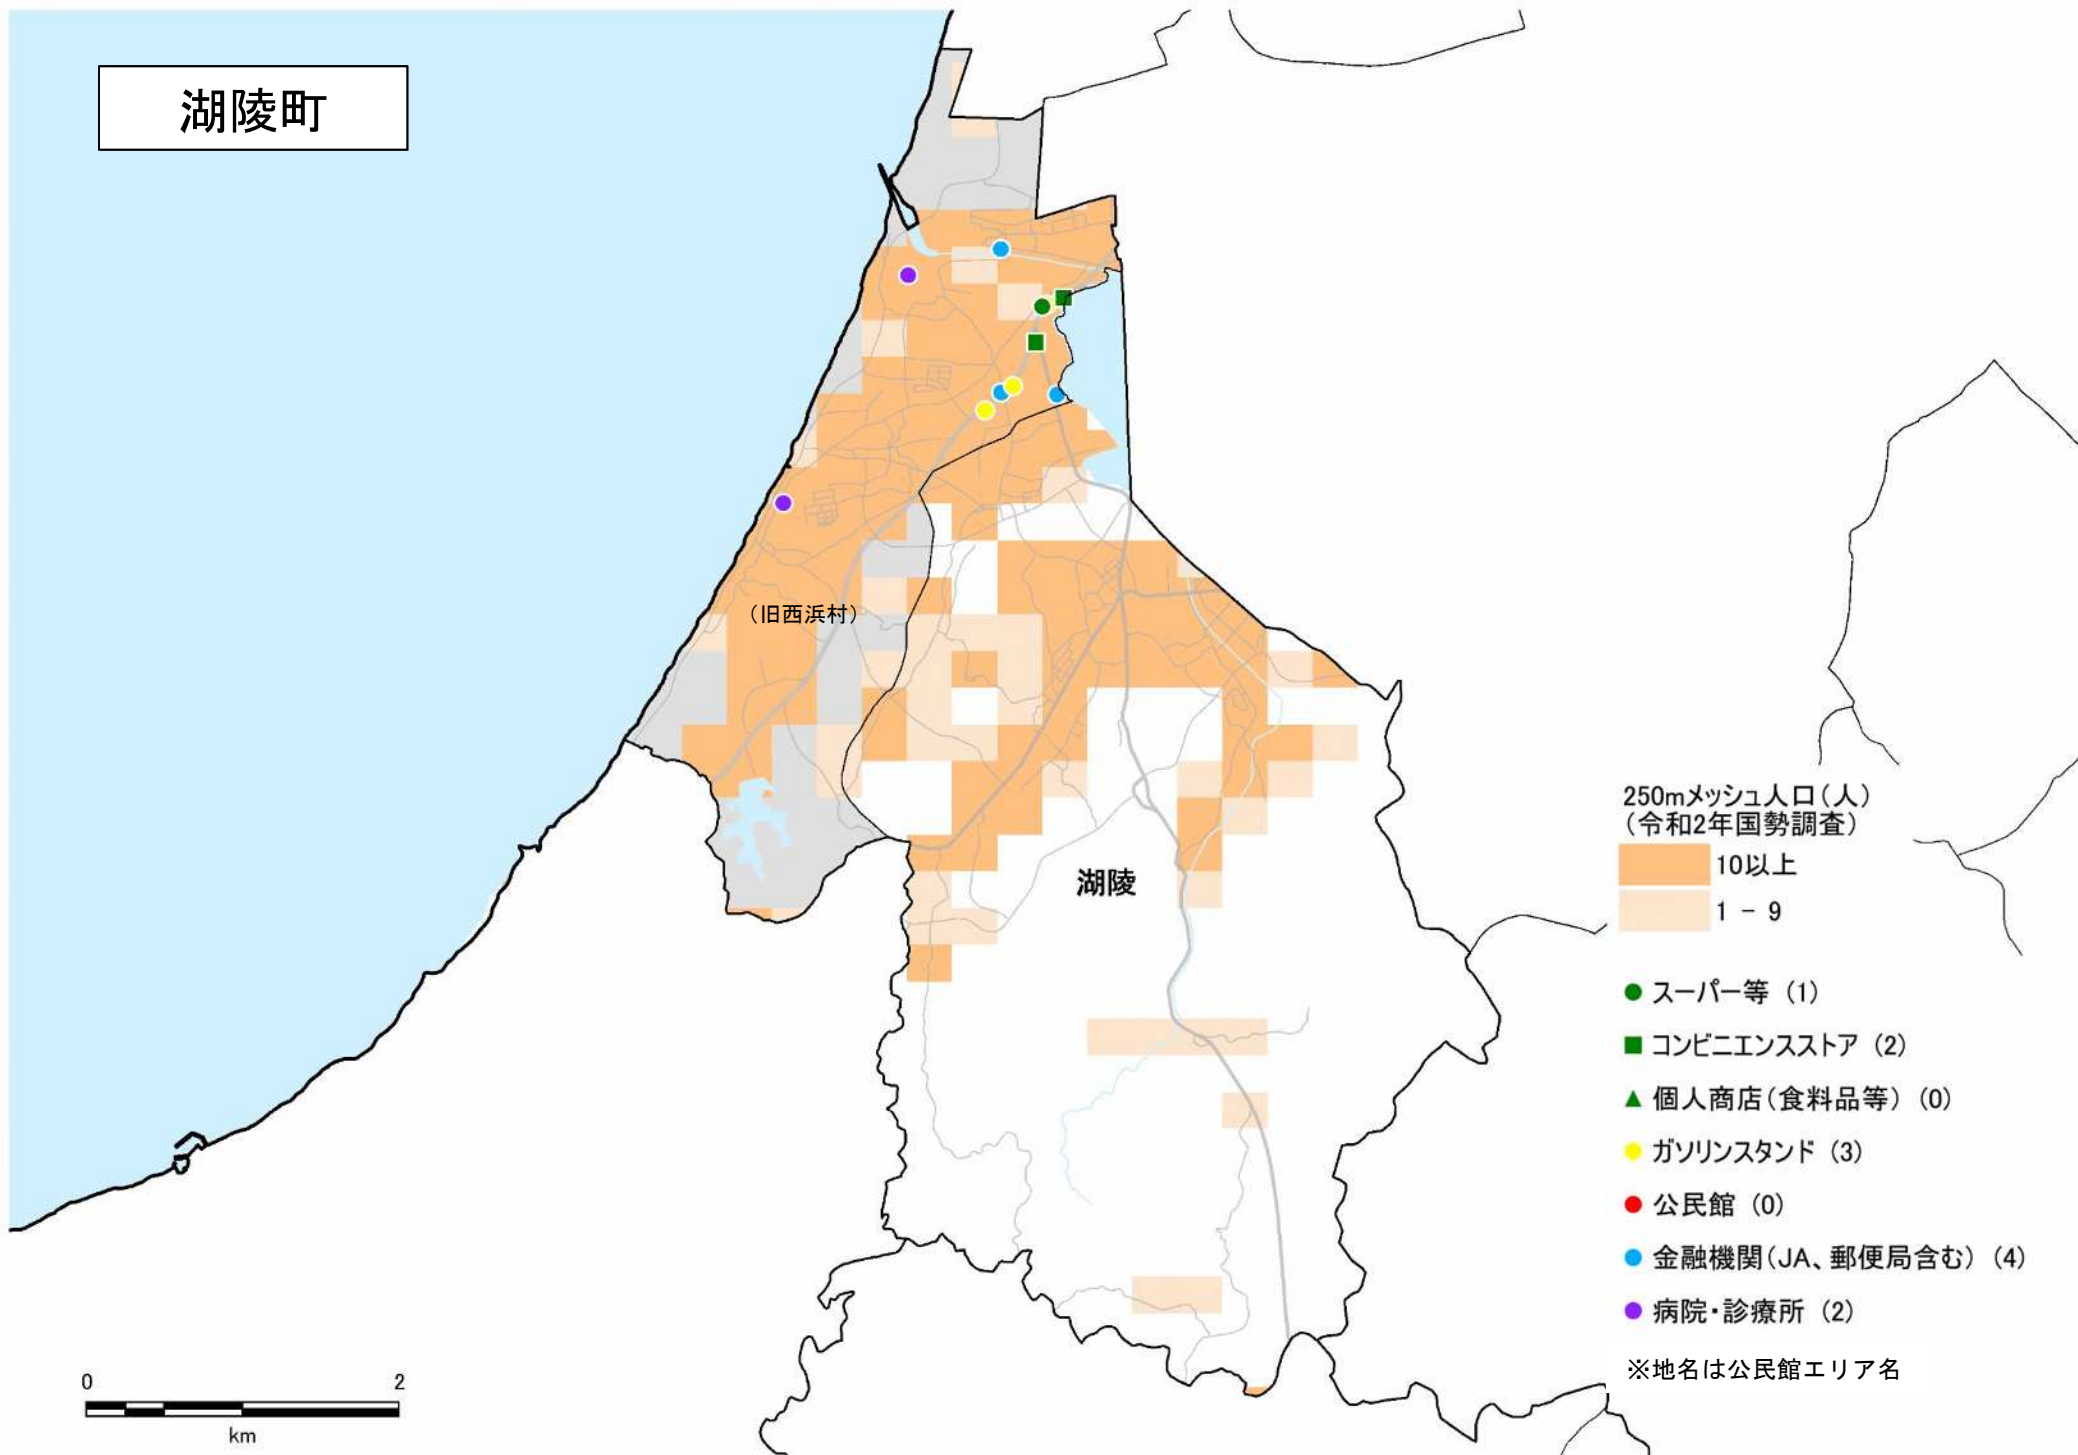 湖陵町
（旧西浜村）
湖陵
250mメッシュ人口（人）
（令和2年国勢調査）
10以上
1 － 9
スーパー等 （1）
コンビニエンスストア （2）
個人商店（食料品等） （0）
ガソリンスタンド （3）
公民館 （0）
金融機関（JA、郵便局含む） （4）
病院・診療所 （2）
※地名は公民館エリア名
0 2
km